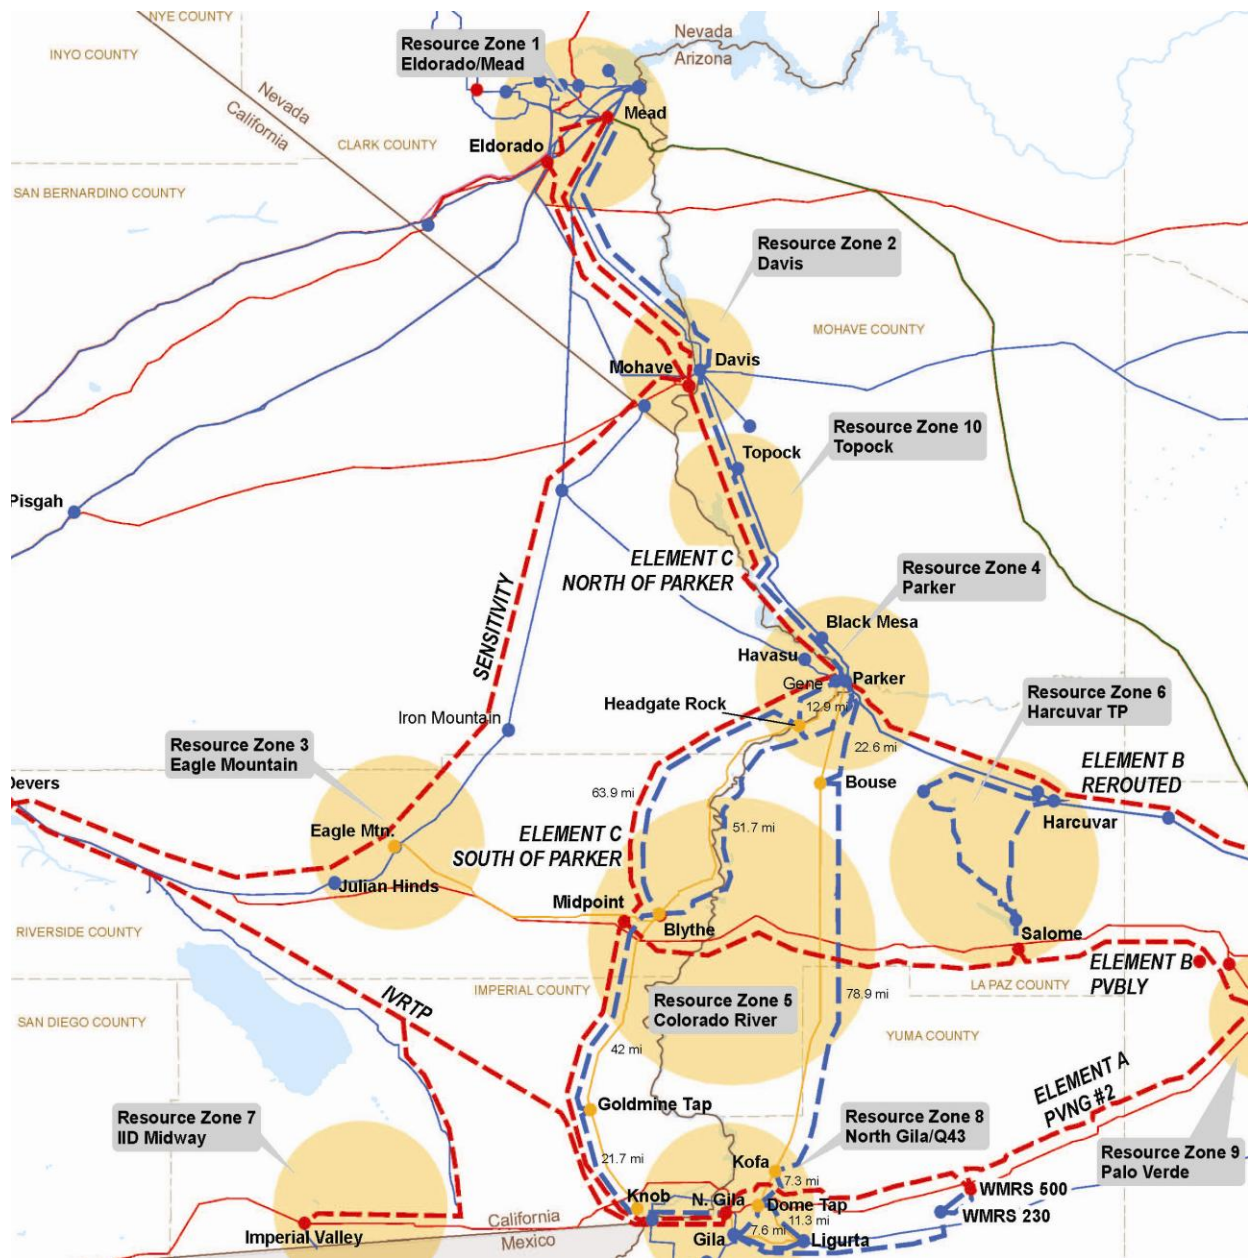 NYE COUNTY
INYO COUNTY
Resource Zone 1
Eldorado/Mead
Nevada
Arizona
Nevada
California
Mead
CLARK COUNTY
Eldorado
SAN BERNARDINO COUNTY
Resource Zone 2
Davis
MOHAVE COUNTY
Mohave
Davis
Resource Zone 10
Topock
Topock
Pisgah
ELEMENT C
NORTH OF PARKER
Resource Zone 4
Parker
SENSITIVITY
Black Mesa
Havasu
Gene
Parker
12.9 mi
Headgate Rock
Resource Zone 6
Harcuvar TP
Iron Mountain
Resource Zone 3
Eagle Mountain
22.6 mi
ELEMENT B
REROUTED
Devers
Bouse
63.9 mi
Harcuvar
Eagle Mtn.
51.7 mi
ELEMENT C
SOUTH OF PARKER
Julian Hinds
Midpoint
Blythe
Salome
RIVERSIDE COUNTY
ELEMENT B
PVBLY
IVRTP
IMPERIAL COUNTY
LA PAZ COUNTY
78.9 mi
Resource Zone 5
Colorado River
SAN DIEGO COUNTY
YUMA COUNTY
42 mi
ELEMENT A
PVNG #2
Goldmine Tap
Resource Zone 7
IID Midway
Resource Zone 8
North Gila/Q43
Resource Zone 9
Palo Verde
21.7 mi
Kofa
7.3 mi
WMRS 500
Knob
N. Gila
Dome Tap
WMRS 230
California
Mexico
11.3 mi
7.6 mi
Imperial Valley
Gila
Ligurta